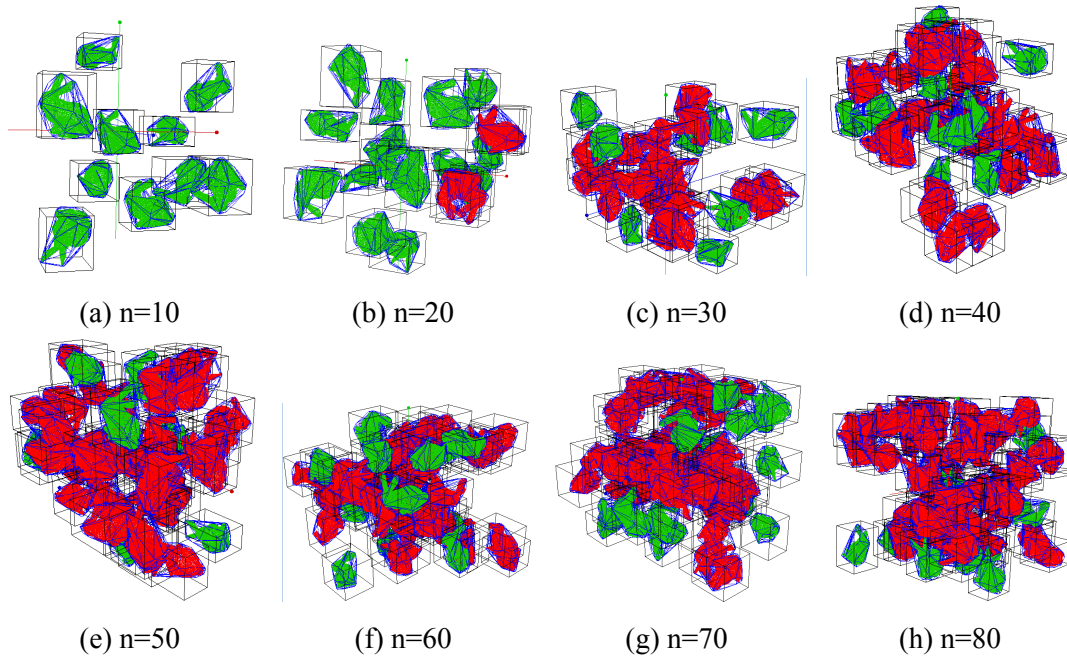 (a) n=10
(b) n=20
(c) n=30
(d) n=40
(e) n=50
(f) n=60
(g) n=70
(h) n=80